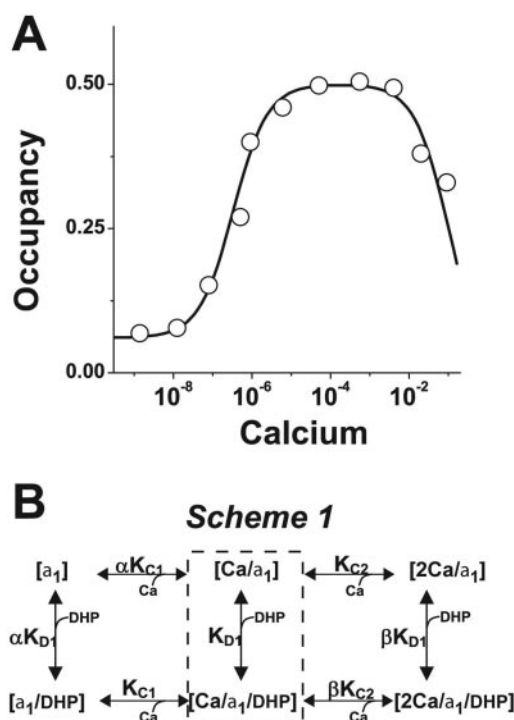 A
Occupancy
0.50
0.25
0.00
10-8 10-6 10-4 10-2
Calcium
B
Scheme 1
[a1] αKC1 Ca [Ca/a1] KC2 Ca [2Ca/a1]
αKD1 DHP KD1 DHP βKD1 DHP
[a1/DHP] KC1 Ca [Ca/a1/DHP] βKC2 Ca [2Ca/a1/DHP]